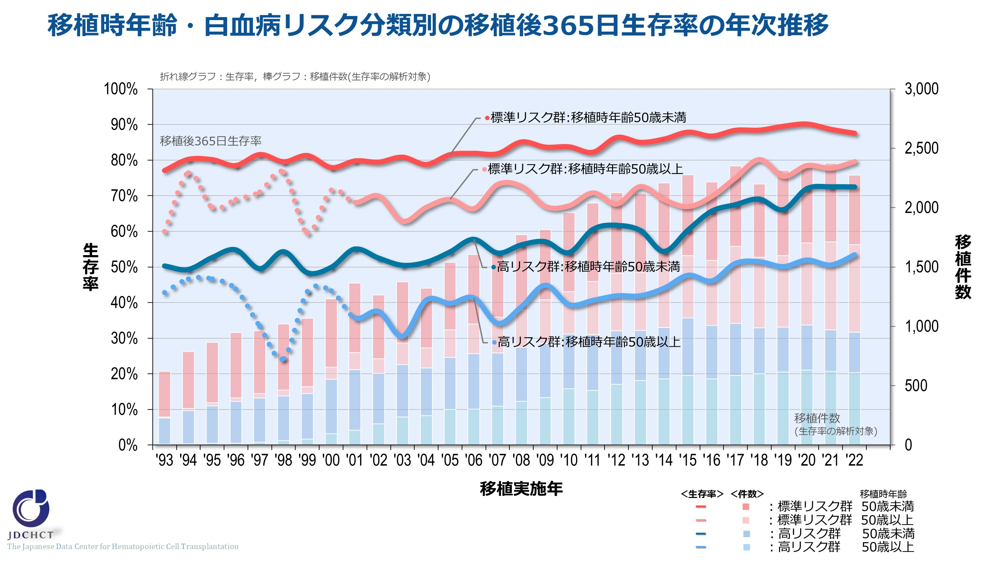 移植時年齢・白血病リスク分類別の移植後365日生存率の年次推移
折れ線グラフ：生存率，棒グラフ：移植件数(生存率の解析対象)
100%
90%
80%
70%
60%
50%
40%
30%
20%
10%
0%
生存率
3,000
2,500
2,000
1,500
1,000
500
0
移植件数
移植後365日生存率
●標準リスク群:移植時年齢50歳未満
●標準リスク群:移植時年齢50歳以上
●高リスク群:移植時年齢50歳未満
●高リスク群:移植時年齢50歳以上
移植件数
(生存率の解析対象)
'93 '94 '95 '96 '97 '98 '99 '00 '01 '02 '03 '04 '05 '06 '07 '08 '09 '10 '11 '12 '13 '14 '15 '16 '17 '18 '19 '20 '21 '22
移植実施年
＜生存率＞ ＜件数＞ 移植時年齢
：標準リスク群 50歳未満
：標準リスク群 50歳以上
：高リスク群 50歳未満
：高リスク群 50歳以上
JDCHCT
The Japanese Data Center for Hematopoietic Cell Transplantation